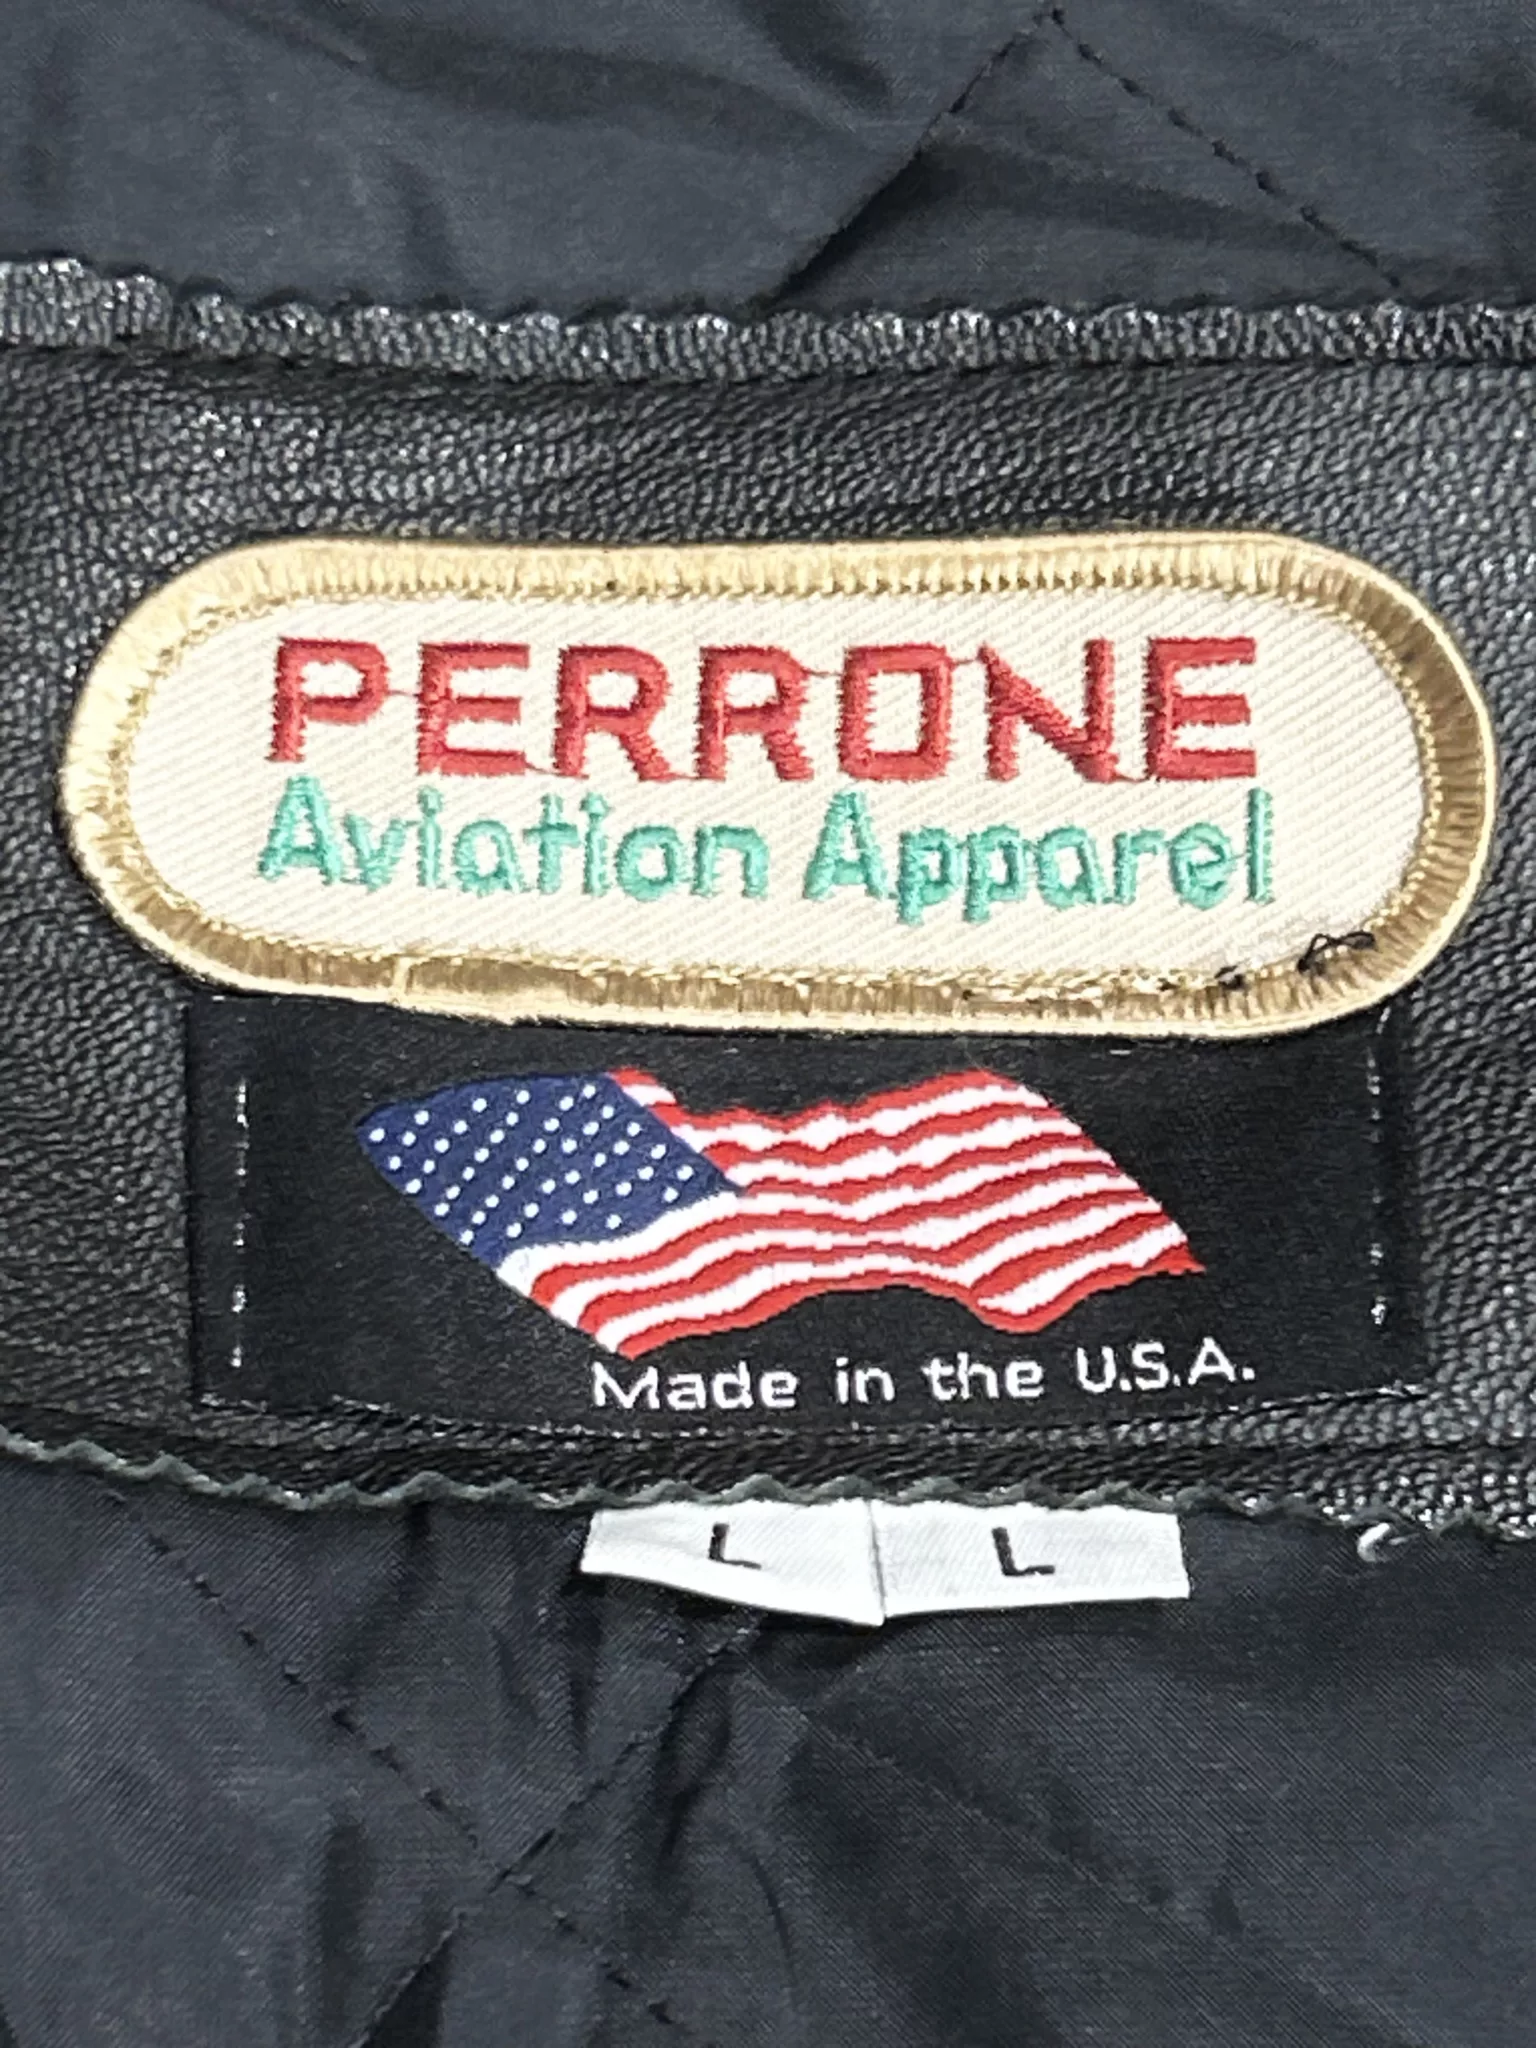 PERRONE
Aviation Apparel
Made in the U.S.A.
L L